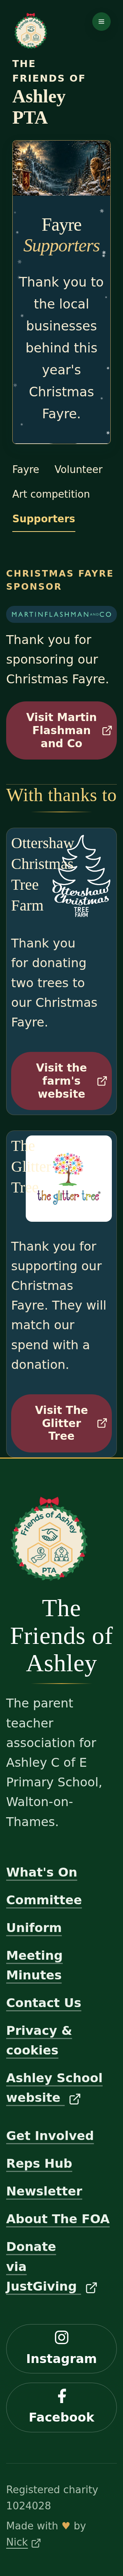 THE
FRIENDS OF
Ashley
PTA
Fayre
Supporters
Thank you to
the local
businesses
behind this
year's
Christmas
Fayre.
Fayre Volunteer
Art competition
Supporters
CHRISTMAS FAYRE
SPONSOR
MARTINFLASHMANANDCO
Thank you for
sponsoring our
Christmas Fayre.
Visit Martin
Flashman
and Co
With thanks to
Ottershaw
Christmas
Tree
Farm
Ottershaw
Christmas
TREE
FARM
Thank you
for donating
two trees to
our Christmas
Fayre.
Visit the
farm's
website
The
Glitter
Tree
the glitter tree
Thank you for
supporting our
Christmas
Fayre. They will
match our
spend with a
donation.
Visit The
Glitter
Tree
Friends of Ashley
PTA
The
Friends of
Ashley
The parent
teacher
association for
Ashley C of E
Primary School,
Walton-on-
Thames.
What's On
Committee
Uniform
Meeting
Minutes
Contact Us
Privacy &
cookies
Ashley School
website
Get Involved
Reps Hub
Newsletter
About The FOA
Donate
via
JustGiving
Instagram
Facebook
Registered charity
1024028
Made with ♥ by
Nick